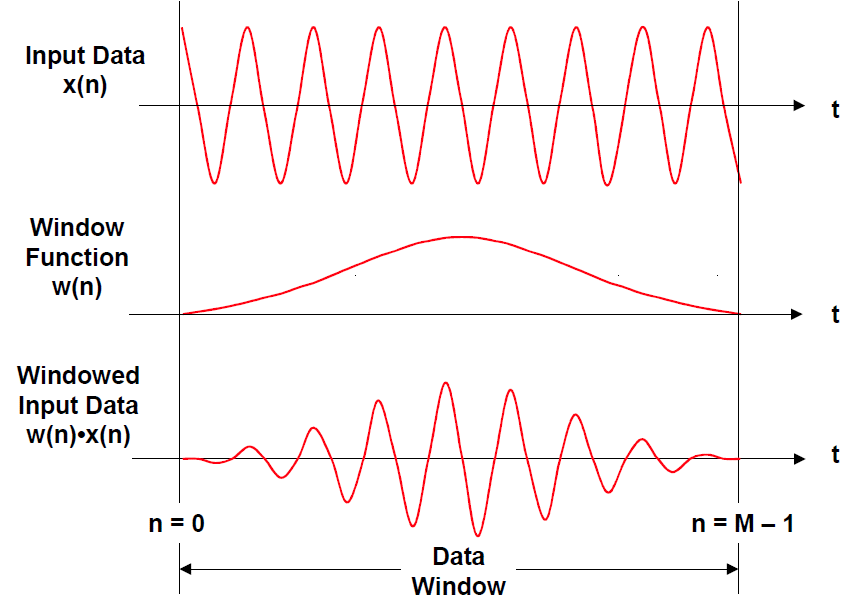 Input Data
x(n)
t
Window
Function
w(n)
t
Windowed
Input Data
w(n)•x(n)
t
n = 0
n = M – 1
Data
Window